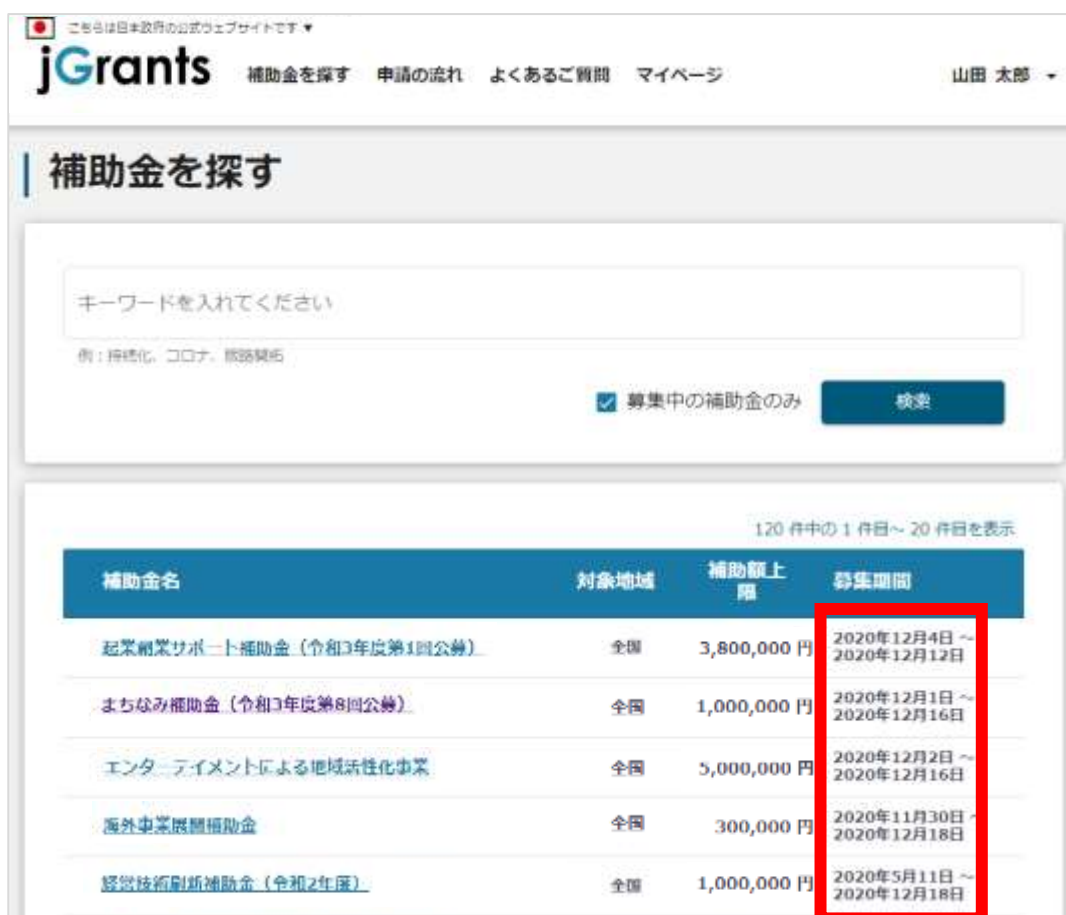 こちらは日本政府の公式ウェブサイトです ▼
jGrants 補助金を探す 申請の流れ よくあるご質問 マイページ 山田 太郎
補助金を探す
キーワードを入れてください
例：持続化、コロナ、販路開拓
募集中の補助金のみ 検索
120 件中の 1 件目～ 20 件目を表示
補助金名 対象地域 補助額上限 募集期間
起業創業サポート補助金（令和3年度第1回公募） 全国 3,800,000 円 2020年12月4日 ～
2020年12月12日
まちなみ補助金（令和3年度第8回公募） 全国 1,000,000 円 2020年12月1日 ～
2020年12月16日
エンターテイメントによる地域活性化事業 全国 5,000,000 円 2020年12月2日 ～
2020年12月16日
海外事業展開補助金 全国 300,000 円 2020年11月30日 ～
2020年12月18日
経営技術刷新補助金（令和2年度） 全国 1,000,000 円 2020年5月11日 ～
2020年12月18日